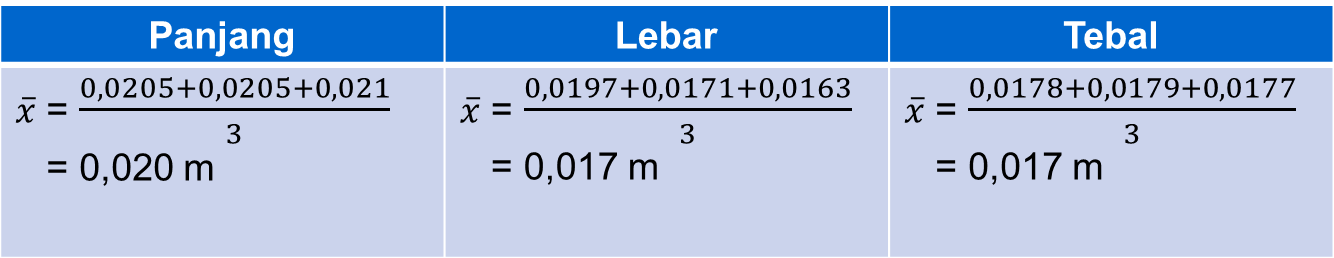 Panjang
Lebar
Tebal
x̄ = (0,0205+0,0205+0,021)/3
= 0,020 m
x̄ = (0,0197+0,0171+0,0163)/3
= 0,017 m
x̄ = (0,0178+0,0179+0,0177)/3
= 0,017 m